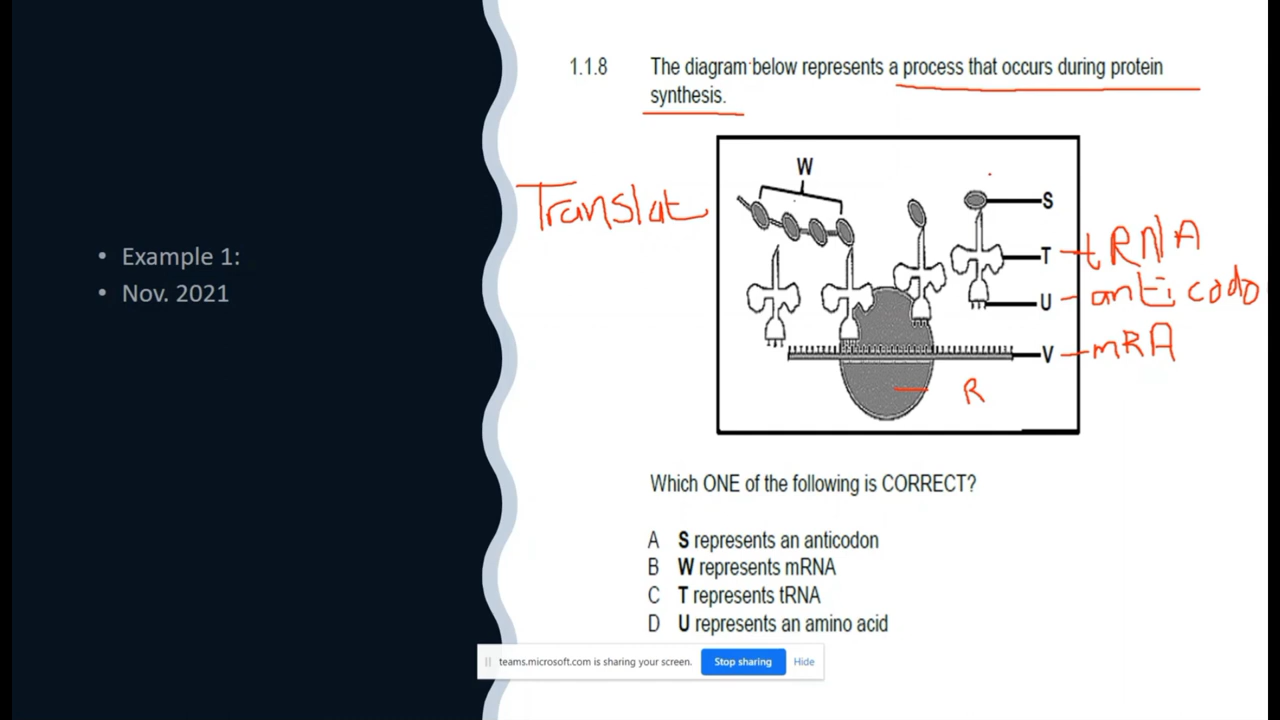 • Example 1:
• Nov. 2021
1.1.8 The diagram below represents a process that occurs during protein
synthesis.
W
Translat
S
T tRNA
U anticodo
V mRA
R
Which ONE of the following is CORRECT?
A S represents an anticodon
B W represents mRNA
C T represents tRNA
D U represents an amino acid
teams.microsoft.com is sharing your screen. Stop sharing Hide